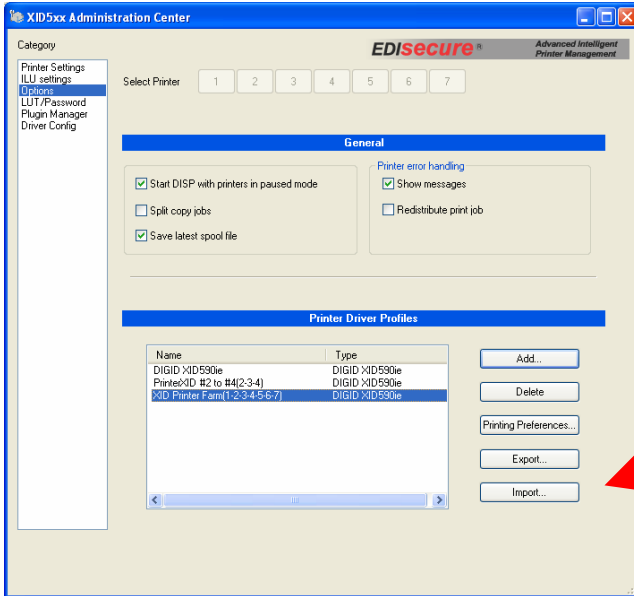 XID5xx Administration Center
Category
EDIsecure ®
Advanced Intelligent
Printer Management
Printer Settings
ILU settings
Options
LUT/Password
Plugin Manager
Driver Config
Select Printer 1 2 3 4 5 6 7
General
Start DISP with printers in paused mode
Split copy jobs
Save latest spool file
Printer error handling
Show messages
Redistribute print job
Printer Driver Profiles
Name Type
DIGID XID590ie DIGID XID590ie
PrinterXID #2 to #4(2-3-4) DIGID XID590ie
XID Printer Farm(1-2-3-4-5-6-7) DIGID XID590ie
Add...
Delete
Printing Preferences...
Export...
Import...